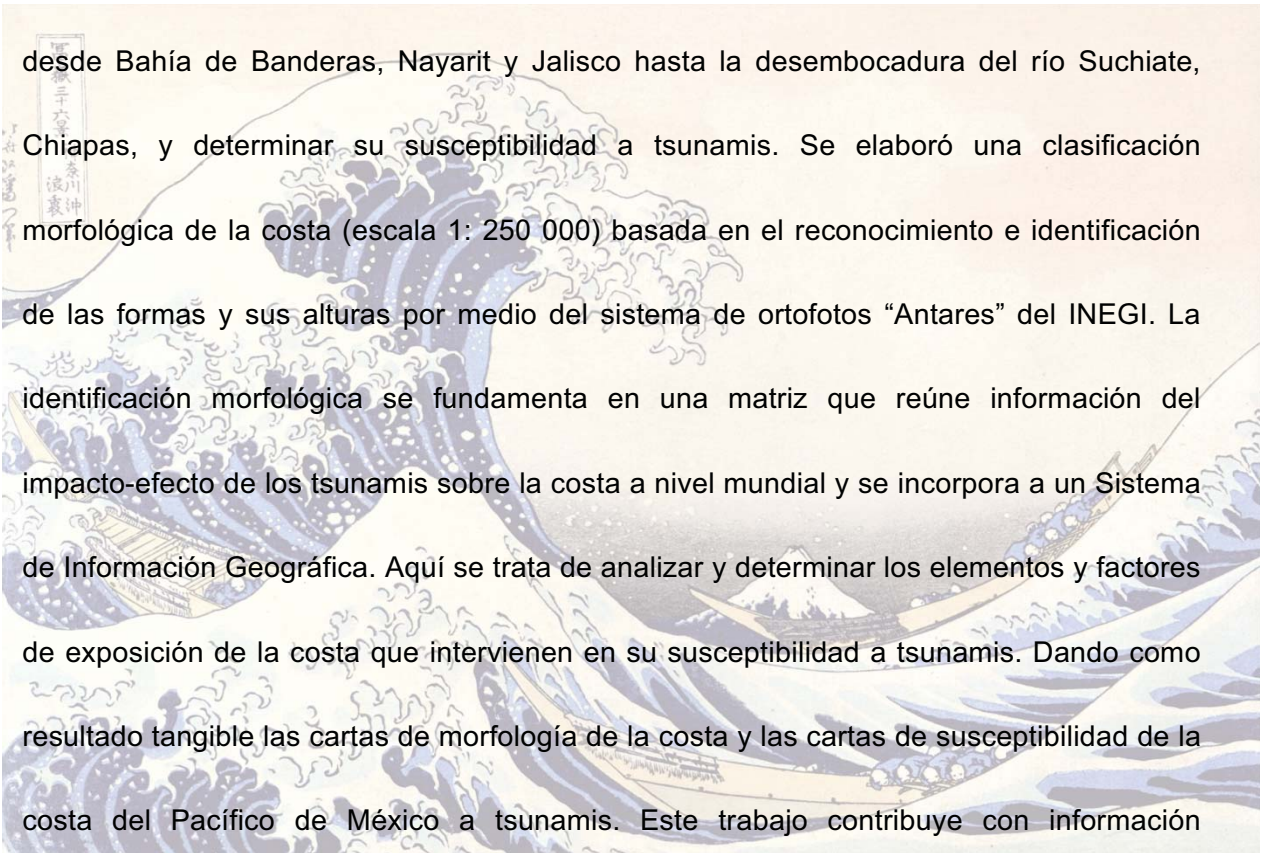 desde Bahía de Banderas, Nayarit y Jalisco hasta la desembocadura del río Suchiate,
Chiapas, y determinar su susceptibilidad a tsunamis. Se elaboró una clasificación
morfológica de la costa (escala 1: 250 000) basada en el reconocimiento e identificación
de las formas y sus alturas por medio del sistema de ortofotos “Antares” del INEGI. La
identificación morfológica se fundamenta en una matriz que reúne información del
impacto-efecto de los tsunamis sobre la costa a nivel mundial y se incorpora a un Sistema
de Información Geográfica. Aquí se trata de analizar y determinar los elementos y factores
de exposición de la costa que intervienen en su susceptibilidad a tsunamis. Dando como
resultado tangible las cartas de morfología de la costa y las cartas de susceptibilidad de la
costa del Pacífico de México a tsunamis. Este trabajo contribuye con información